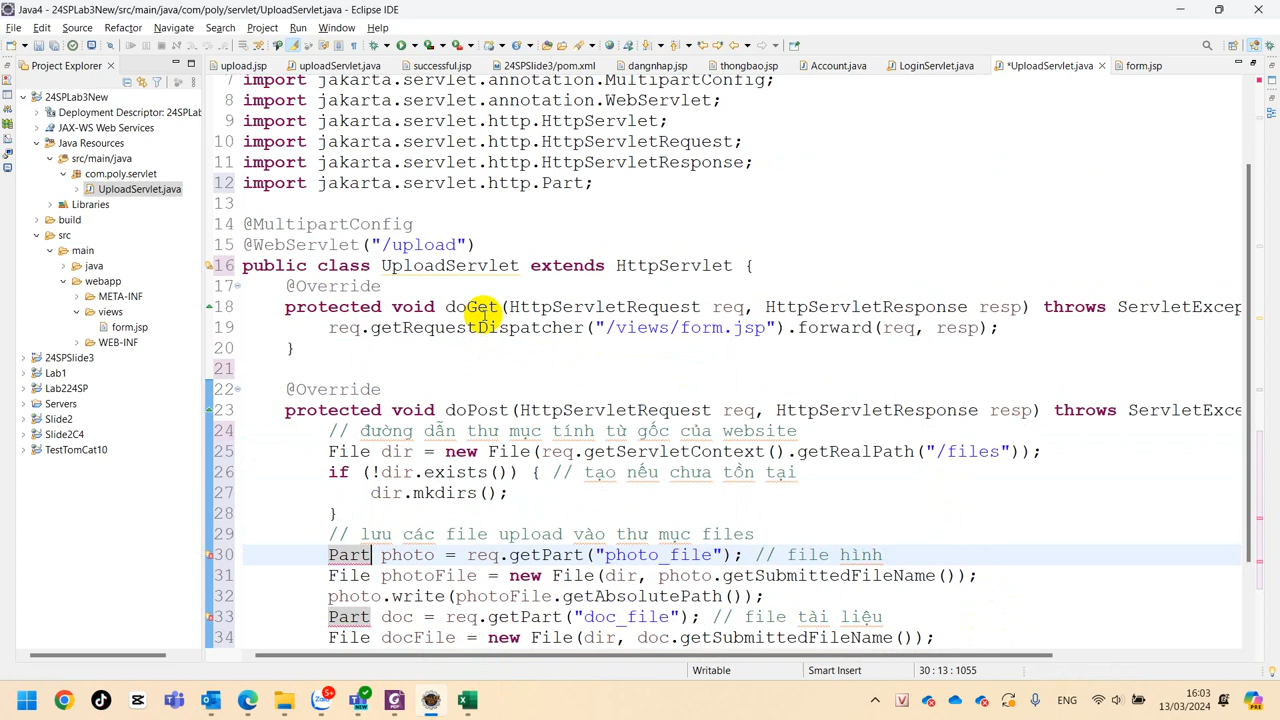 Java4 - 24SPLab3New/src/main/java/com/poly/servlet/UploadServlet.java - Eclipse IDE
File Edit Source Refactor Navigate Search Project Run Window Help
Project Explorer
upload.jsp uploadServlet.java successful.jsp 24SPSlide3/pom.xml dangnhap.jsp thongbao.jsp Account.java LoginServlet.java *UploadServlet.java form.jsp
24SPLab3New
Deployment Descriptor: 24SPLab
JAX-WS Web Services
Java Resources
src/main/java
com.poly.servlet
UploadServlet.java
Libraries
build
src
main
java
webapp
META-INF
views
form.jsp
WEB-INF
24SPSlide3
Lab1
Lab224SP
Servers
Slide2
Slide2C4
TestTomCat10
7 import jakarta.servlet.annotation.MultipartConfig;
8 import jakarta.servlet.annotation.WebServlet;
9 import jakarta.servlet.http.HttpServlet;
10 import jakarta.servlet.http.HttpServletRequest;
11 import jakarta.servlet.http.HttpServletResponse;
12 import jakarta.servlet.http.Part;
13
14 @MultipartConfig
15 @WebServlet("/upload")
16 public class UploadServlet extends HttpServlet {
17 @Override
18 protected void doGet(HttpServletRequest req, HttpServletResponse resp) throws ServletExcep
19 req.getRequestDispatcher("/views/form.jsp").forward(req, resp);
20 }
21
22 @Override
23 protected void doPost(HttpServletRequest req, HttpServletResponse resp) throws ServletExce
24 // đường dẫn thư mục tính từ gốc của website
25 File dir = new File(req.getServletContext().getRealPath("/files"));
26 if (!dir.exists()) { // tạo nếu chưa tồn tại
27 dir.mkdirs();
28 }
29 // lưu các file upload vào thư mục files
30 Part photo = req.getPart("photo_file"); // file hình
31 File photoFile = new File(dir, photo.getSubmittedFileName());
32 photo.write(photoFile.getAbsolutePath());
33 Part doc = req.getPart("doc_file"); // file tài liệu
34 File docFile = new File(dir, doc.getSubmittedFileName());
Writable Smart Insert 30 : 13 : 1055
ENG 16:03
13/03/2024